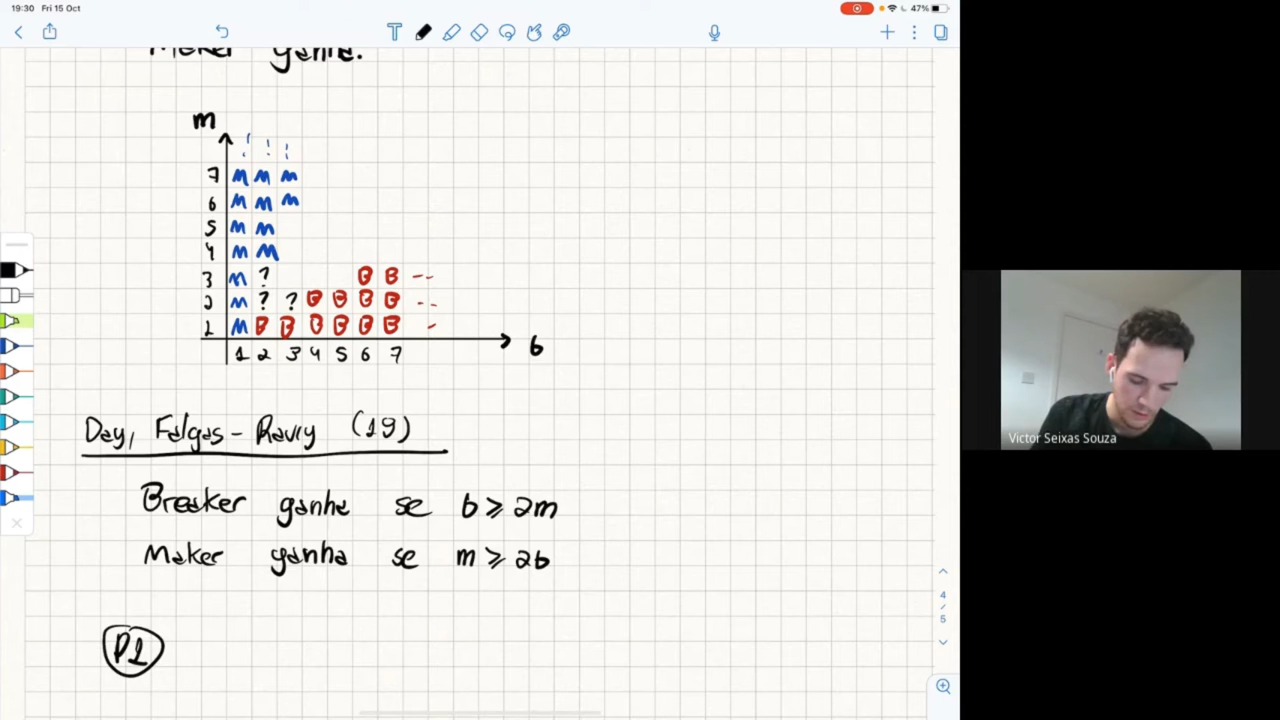 19:30 Fri 15 Oct
47%
Maker ganha.
m
7 M M M
6 M M M
5 M M
4 M M
3 M ? B B --
2 M ? ? B B B B --
1 M B B B B B B -
1 2 3 4 5 6 7
b
Day, Falgas-Ravry (19)
Breaker ganha se b ≥ 2m
Maker ganha se m ≥ 2b
P1
4
/
5
Victor Seixas Souza